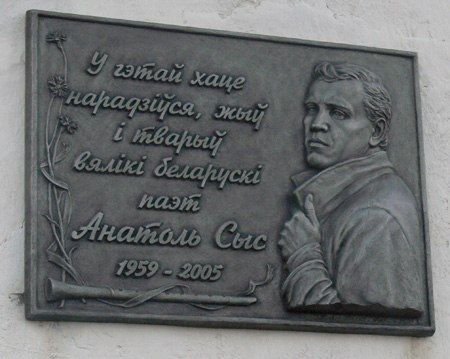 У гэтай хаце
нарадзіўся, жыў
і тварыў
вялікі беларускі
паэт
Анатоль Сыс
1959 - 2005